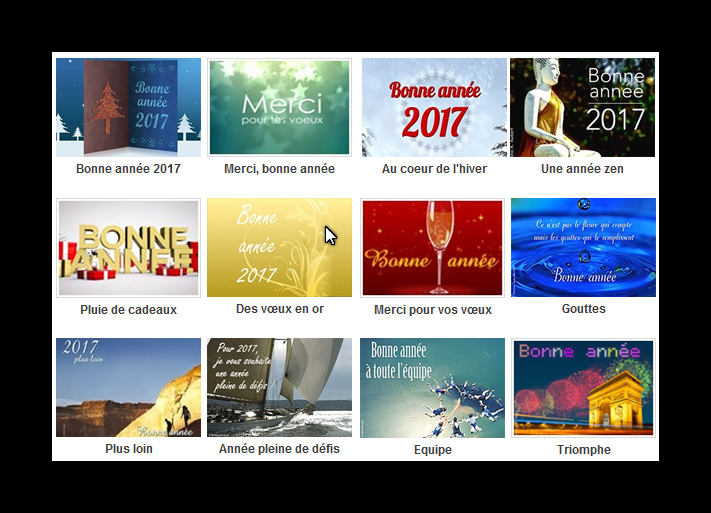 Bonne
année
2017
Merci
pour tes voeux
Bonne année
2017
Bonne
année
2017
Bonne année 2017
Merci, bonne année
Au coeur de l'hiver
Une année zen
BONNE
ANNEE
Bonne
année
2017
Bonne année
Ce n'est pas le fleuve qui compte
mais les gouttes qui le remplissent
Bonne année
Pluie de cadeaux
Des vœux en or
Merci pour vos vœux
Gouttes
2017
plus loin
Bonne année
Pour 2017,
je vous souhaite
une année
pleine de défis !
Bonne année
à toute l'équipe
Bonne année
Plus loin
Année pleine de défis
Equipe
Triomphe